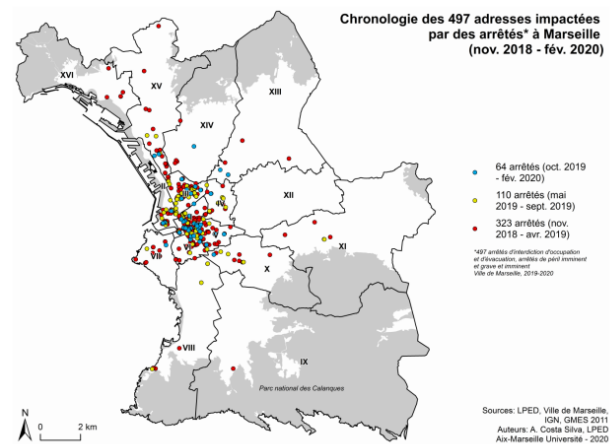 Chronologie des 497 adresses impactées
par des arrêtés* à Marseille
(nov. 2018 - fév. 2020)
XVI
XV
XIII
XIV
XII
XI
X
VII
VIII
IX
Parc national des Calanques
64 arrêtés (oct. 2019
- fév. 2020)
110 arrêtés (mai
2019 - sept. 2019)
323 arrêtés (nov.
2018 - avr. 2019)
*497 arrêtés d'interdiction d'occupation
et d'évacuation, arrêtés de péril imminent
et grave et imminent
Ville de Marseille, 2019-2020
N
0 2 km
Sources: LPED, Ville de Marseille,
IGN, GMES 2011
Auteurs: A. Costa Silva, LPED
Aix-Marseille Université - 2020